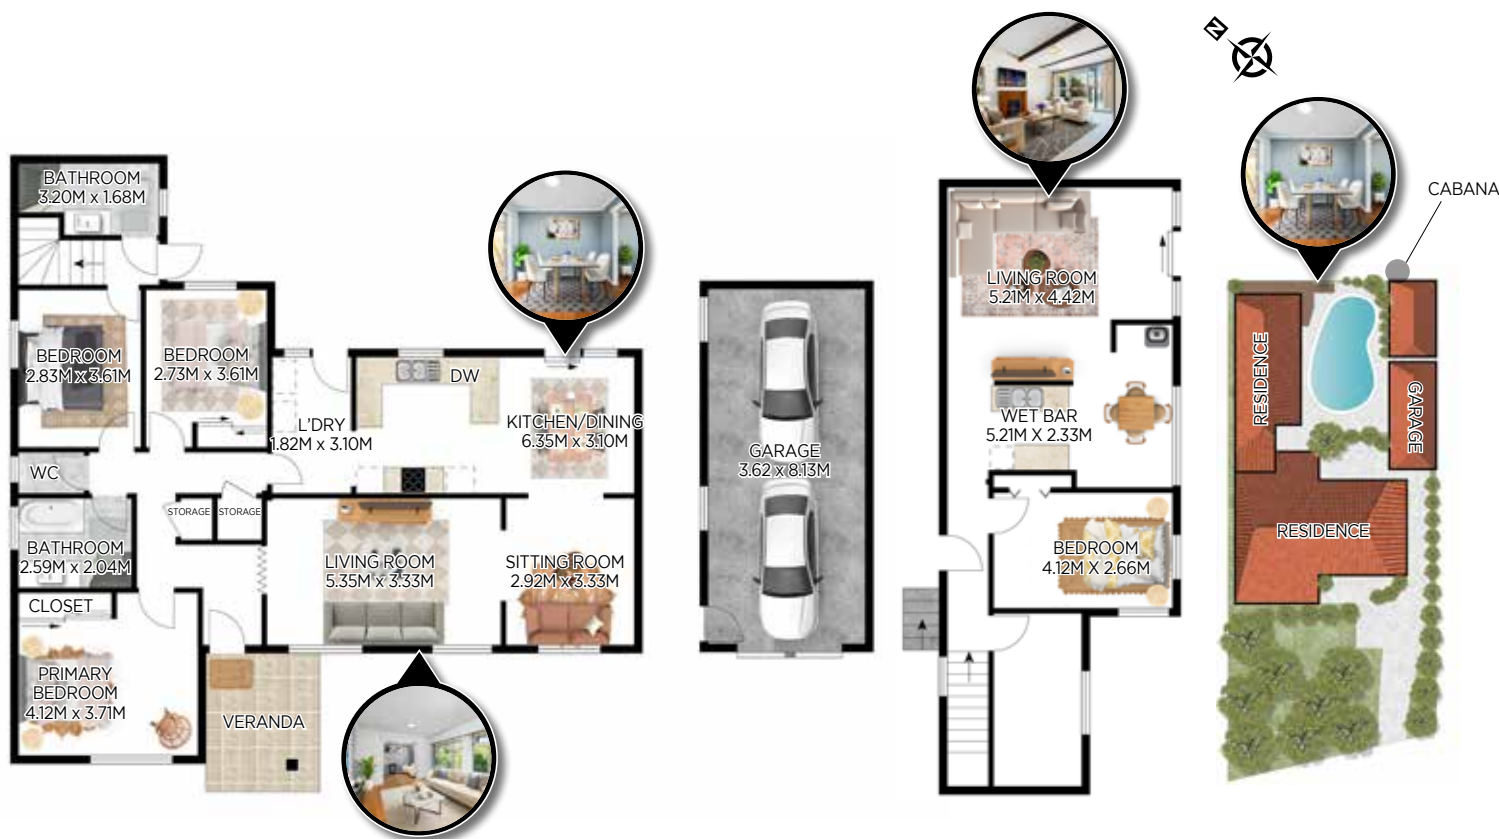 BATHROOM
3.20M x 1.68M
BEDROOM
2.83M x 3.61M
BEDROOM
2.73M x 3.61M
L'DRY
1.82M x 3.10M
DW
KITCHEN/DINING
6.35M x 3.10M
WC
STORAGE
STORAGE
BATHROOM
2.59M x 2.04M
LIVING ROOM
5.35M x 3.33M
SITTING ROOM
2.92M x 3.33M
CLOSET
PRIMARY
BEDROOM
4.12M x 3.71M
VERANDA
GARAGE
3.62 x 8.13M
LIVING ROOM
5.21M x 4.42M
WET BAR
5.21M x 2.33M
BEDROOM
4.12M X 2.66M
N
CABANA
RESIDENCE
GARAGE
RESIDENCE